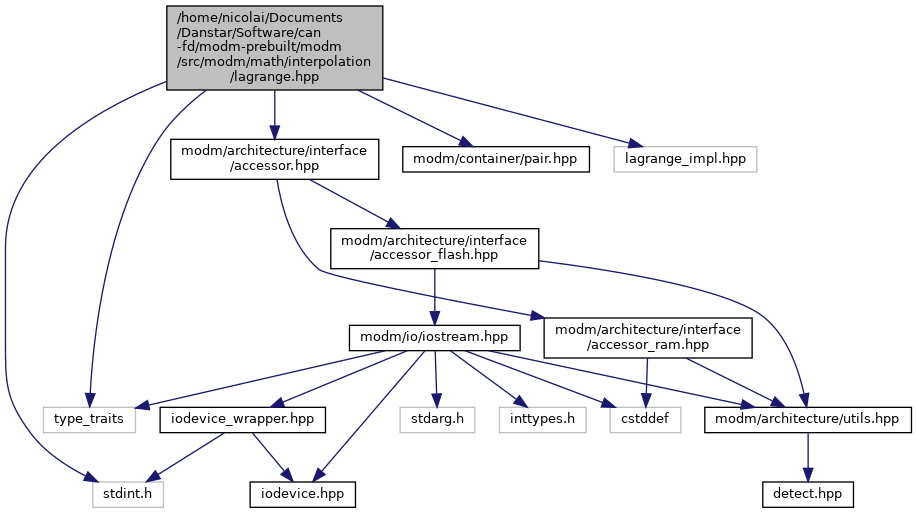 /home/nicolai/Documents
/Danstar/Software/can
-fd/modm-prebuilt/modm
/src/modm/math/interpolation
/lagrange.hpp
modm/architecture/interface
/accessor.hpp
modm/container/pair.hpp
lagrange_impl.hpp
modm/architecture/interface
/accessor_flash.hpp
modm/io/iostream.hpp
modm/architecture/interface
/accessor_ram.hpp
type_traits
iodevice_wrapper.hpp
stdarg.h
inttypes.h
cstddef
modm/architecture/utils.hpp
stdint.h
iodevice.hpp
detect.hpp